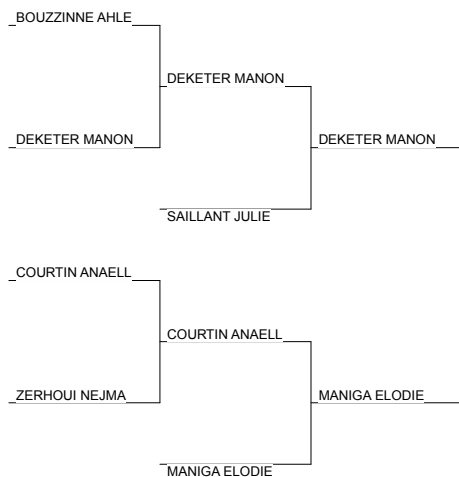 BOUZZINNE AHLE
DEKETER MANON
DEKETER MANON
DEKETER MANON
SAILLANT JULIE
COURTIN ANAELL
COURTIN ANAELL
ZERHOUI NEJMA
MANIGA ELODIE
MANIGA ELODIE